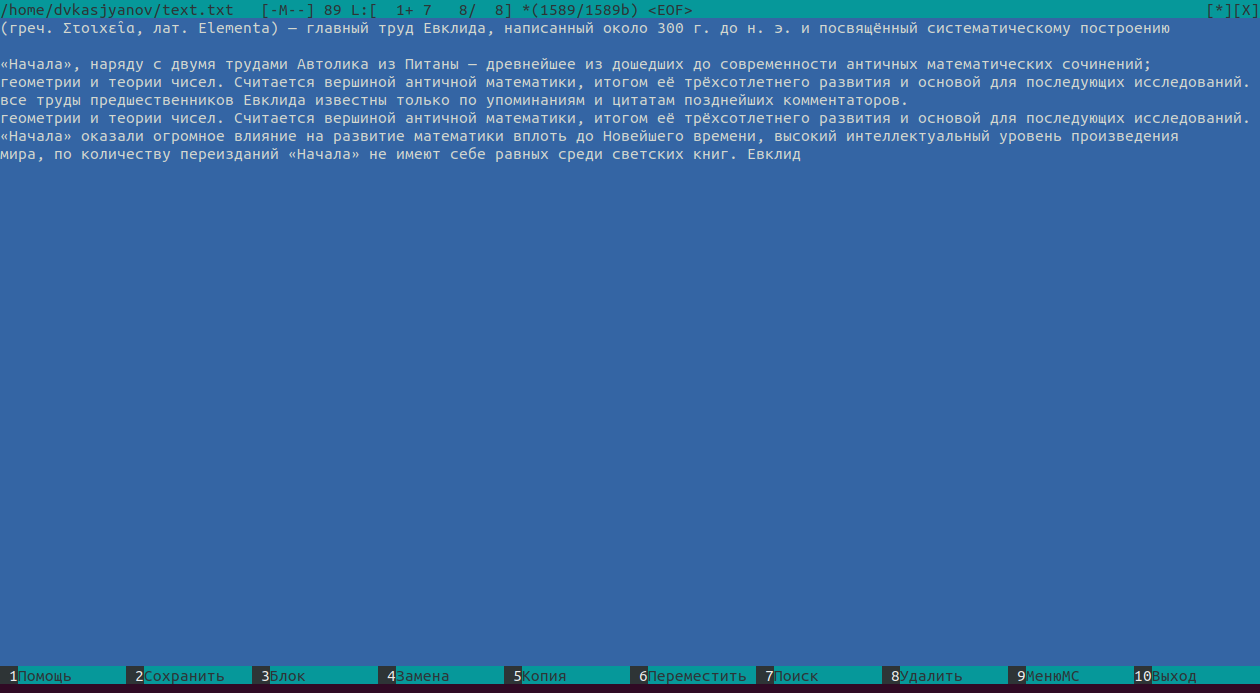 /home/dvkasjyanov/text.txt   [-M--] 89 L:[  1+ 7   8/  8] *(1589/1589b) <EOF>                                                         [*][X]
(греч. Στοιχεῖα, лат. Elementa) — главный труд Евклида, написанный около 300 г. до н. э. и посвящённый систематическому построению
«Начала», наряду с двумя трудами Автолика из Питаны — древнейшее из дошедших до современности античных математических сочинений;
геометрии и теории чисел. Считается вершиной античной математики, итогом её трёхсотлетнего развития и основой для последующих исследований.
все труды предшественников Евклида известны только по упоминаниям и цитатам позднейших комментаторов.
геометрии и теории чисел. Считается вершиной античной математики, итогом её трёхсотлетнего развития и основой для последующих исследований.
«Начала» оказали огромное влияние на развитие математики вплоть до Новейшего времени, высокий интеллектуальный уровень произведения
мира, по количеству переизданий «Начала» не имеют себе равных среди светских книг. Евклид
1Помощь 2Сохранить 3Блок 4Замена 5Копия 6Переместить 7Поиск 8Удалить 9МенюМС 10Выход